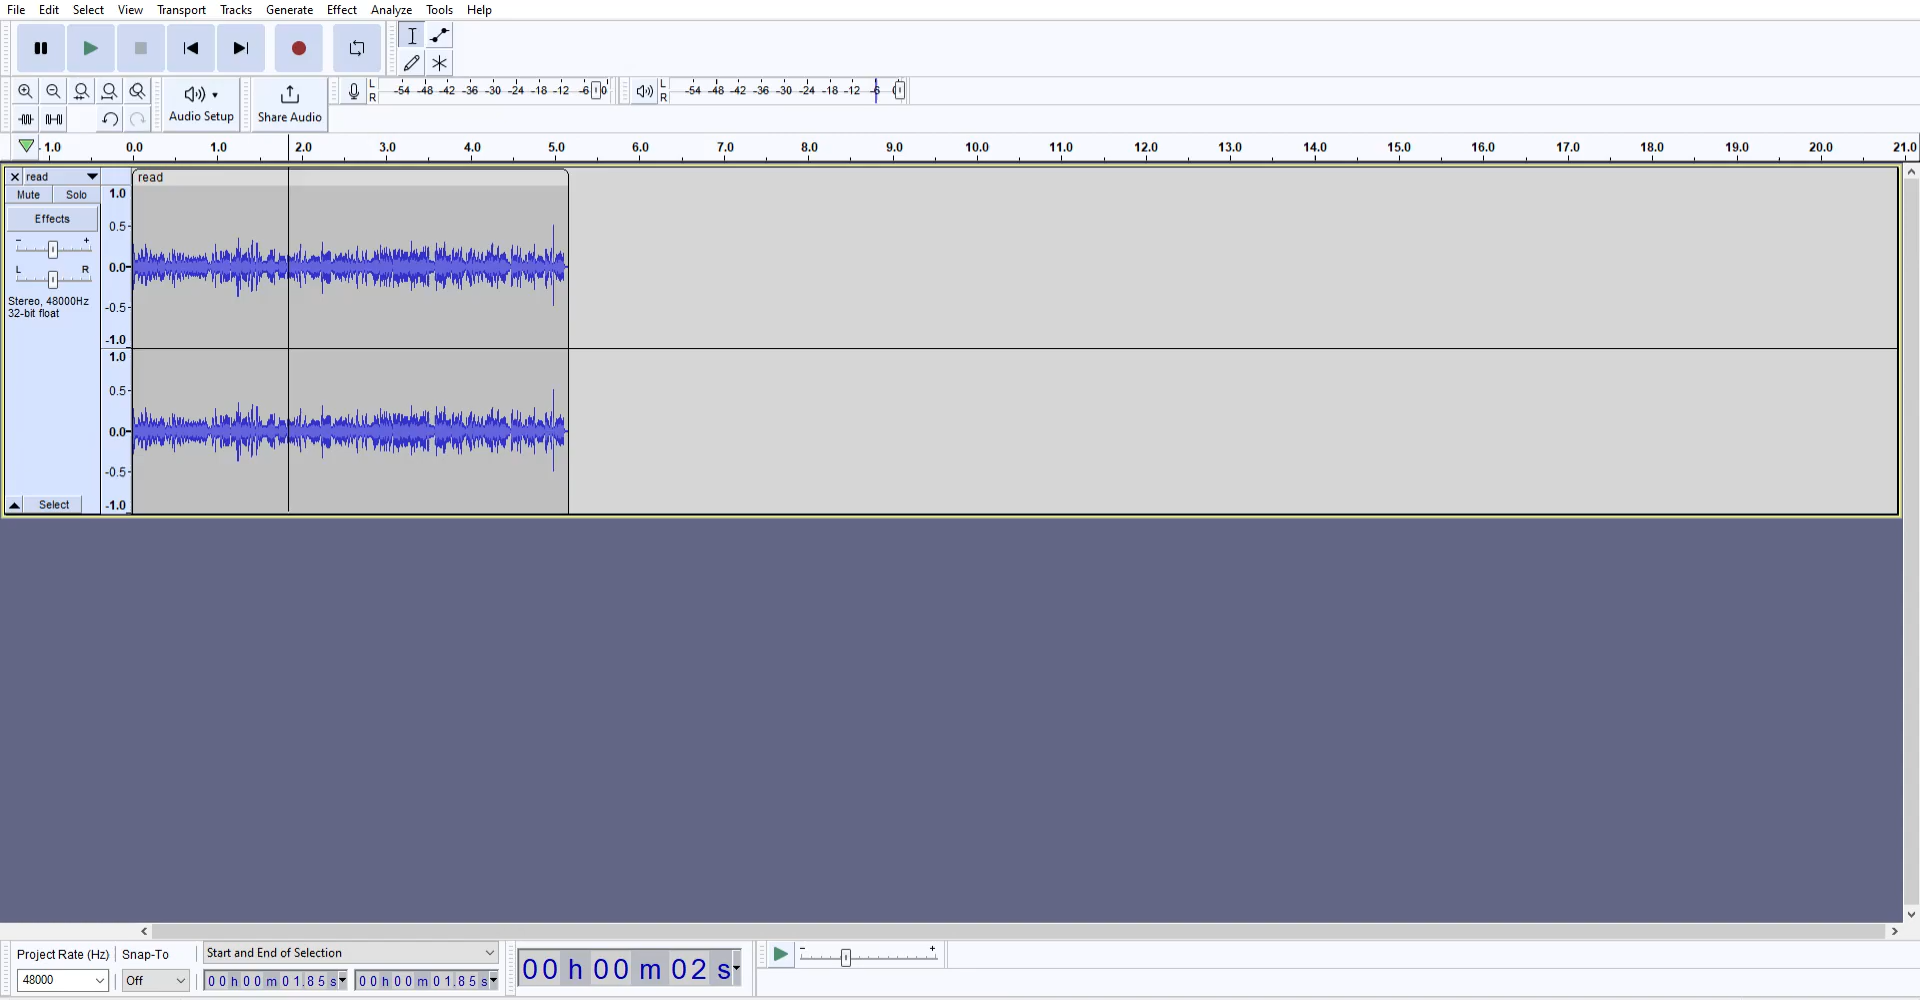 File Edit Select View Transport Tracks Generate Effect Analyze Tools Help
L
R
-54 -48 -42 -36 -30 -24 -18 -12 -6 0
L
R
-54 -48 -42 -36 -30 -24 -18 -12 -6
Audio Setup
Share Audio
1.0 0.0 1.0 2.0 3.0 4.0 5.0 6.0 7.0 8.0 9.0 10.0 11.0 12.0 13.0 14.0 15.0 16.0 17.0 18.0 19.0 20.0 21.0
read
read
Mute Solo
Effects
- +
L R
Stereo, 48000Hz
32-bit float
1.0
0.5
0.0
-0.5
-1.0
1.0
0.5
0.0
-0.5
-1.0
Select
Project Rate (Hz)
48000
Snap-To
Off
Start and End of Selection
00 h 00 m 01.85 s
00 h 00 m 01.85 s
00 h 00 m 02 s
- +